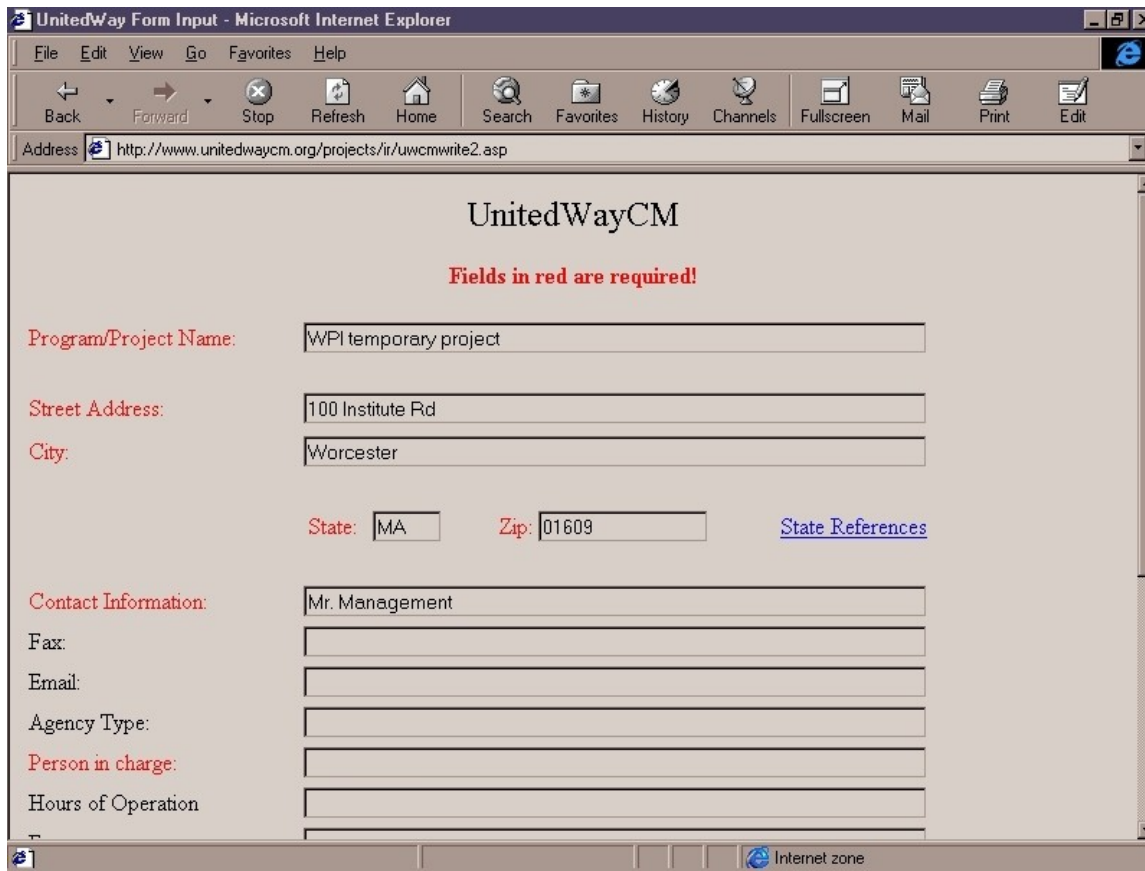 UnitedWay Form Input - Microsoft Internet Explorer
File Edit View Go Favorites Help
Back Forward Stop Refresh Home Search Favorites History Channels Fullscreen Mail Print Edit
Address http://www.unitedwaycm.org/projects/ir/uwcmwrite2.asp
UnitedWayCM
Fields in red are required!
Program/Project Name: WPI temporary project
Street Address: 100 Institute Rd
City: Worcester
State: MA Zip: 01609 State References
Contact Information: Mr. Management
Fax:
Email:
Agency Type:
Person in charge:
Hours of Operation
Internet zone